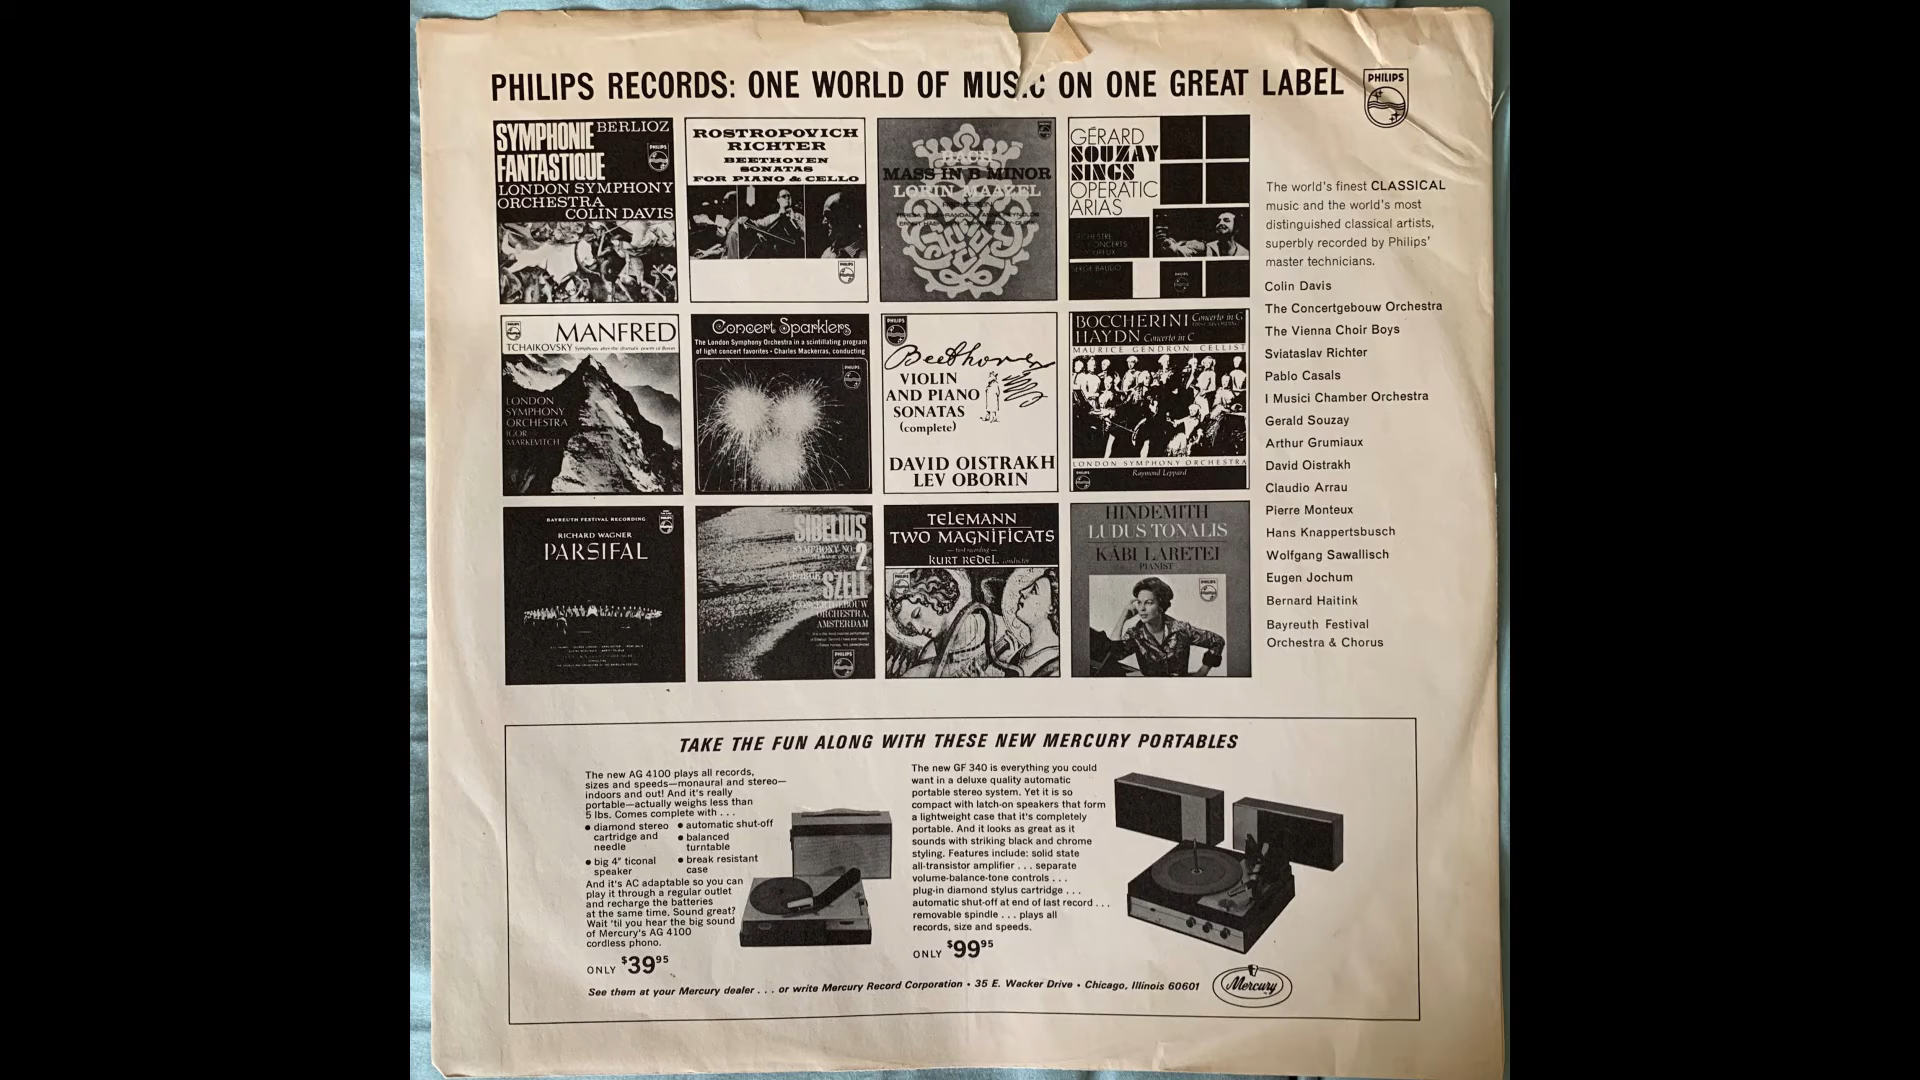 PHILIPS RECORDS: ONE WORLD OF MUSIC ON ONE GREAT LABEL
PHILIPS
SYMPHONIE BERLIOZ
FANTASTIQUE
PHILIPS
LONDON SYMPHONY
ORCHESTRA
COLIN DAVIS
ROSTROPOVICH
RICHTER
BEETHOVEN
SONATAS
FOR PIANO & CELLO
PHILIPS
BACH
MASS IN B MINOR
LORIN MAAZEL
GÉRARD
SOUZAY
SINGS
OPERATIC
ARIAS
SERGE BAUDO
MANFRED
TCHAIKOVSKY
LONDON
SYMPHONY
ORCHESTRA
IGOR
MARKEVITCH
Concert Sparklers
The London Symphony Orchestra in a scintillating program
of light concert favorites • Charles Mackerras, conducting
PHILIPS
PHILIPS
Beethoven
VIOLIN
AND PIANO
SONATAS
(complete)
DAVID OISTRAKH
LEV OBORIN
BOCCHERINI Concerto in G
HAYDN Concerto in C
MAURICE GENDRON CELLIST
LONDON SYMPHONY ORCHESTRA
Raymond Leppard
BAYREUTH FESTIVAL RECORDING
RICHARD WAGNER
PARSIFAL
SIBELIUS
SYMPHONY NO.
2
GEORGE
SZELL
CONCERTGEBOUW
ORCHESTRA,
AMSTERDAM
PHILIPS
TELEMANN
TWO MAGNIFICATS
— first recording —
KURT REDEL, conductor
HINDEMITH
LUDUS TONALIS
KÄBI LARETEI
PIANIST
PHILIPS
The world's finest CLASSICAL
music and the world's most
distinguished classical artists,
superbly recorded by Philips'
master technicians.
Colin Davis
The Concertgebouw Orchestra
The Vienna Choir Boys
Sviataslav Richter
Pablo Casals
I Musici Chamber Orchestra
Gerald Souzay
Arthur Grumiaux
David Oistrakh
Claudio Arrau
Pierre Monteux
Hans Knappertsbusch
Wolfgang Sawallisch
Eugen Jochum
Bernard Haitink
Bayreuth Festival
Orchestra & Chorus
TAKE THE FUN ALONG WITH THESE NEW MERCURY PORTABLES
The new AG 4100 plays all records,
sizes and speeds—monaural and stereo—
indoors and out! And it's really
portable—actually weighs less than
5 lbs. Comes complete with . . .
• diamond stereo
cartridge and
needle
• big 4" ticonal
speaker
• automatic shut-off
• balanced
turntable
• break resistant
case
And it's AC adaptable so you can
play it through a regular outlet
and recharge the batteries
at the same time. Sound great?
Wait 'til you hear the big sound
of Mercury's AG 4100
cordless phono.
ONLY $39.95
The new GF 340 is everything you could
want in a deluxe quality automatic
portable stereo system. Yet it is so
compact with latch-on speakers that form
a lightweight case that it's completely
portable. And it looks as great as it
sounds with striking black and chrome
styling. Features include: solid state
all-transistor amplifier . . . separate
volume-balance-tone controls . . .
plug-in diamond stylus cartridge . . .
automatic shut-off at end of last record . . .
removable spindle . . . plays all
records, size and speeds.
ONLY $99.95
See them at your Mercury dealer . . . or write Mercury Record Corporation • 35 E. Wacker Drive • Chicago, Illinois 60601
Mercury